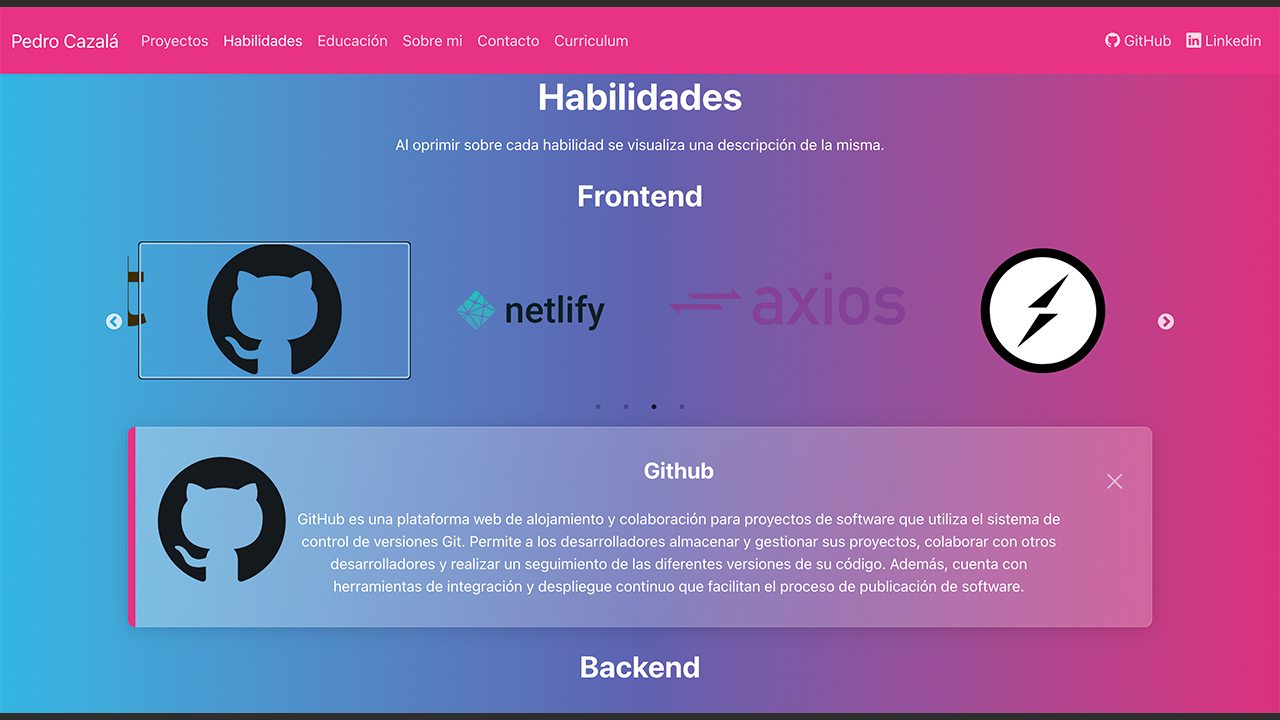 Pedro Cazalá Proyectos Habilidades Educación Sobre mi Contacto Curriculum GitHub Linkedin
Habilidades
Al oprimir sobre cada habilidad se visualiza una descripción de la misma.
Frontend
netlify axios
Github
GitHub es una plataforma web de alojamiento y colaboración para proyectos de software que utiliza el sistema de
control de versiones Git. Permite a los desarrolladores almacenar y gestionar sus proyectos, colaborar con otros
desarrolladores y realizar un seguimiento de las diferentes versiones de su código. Además, cuenta con
herramientas de integración y despliegue continuo que facilitan el proceso de publicación de software.
Backend